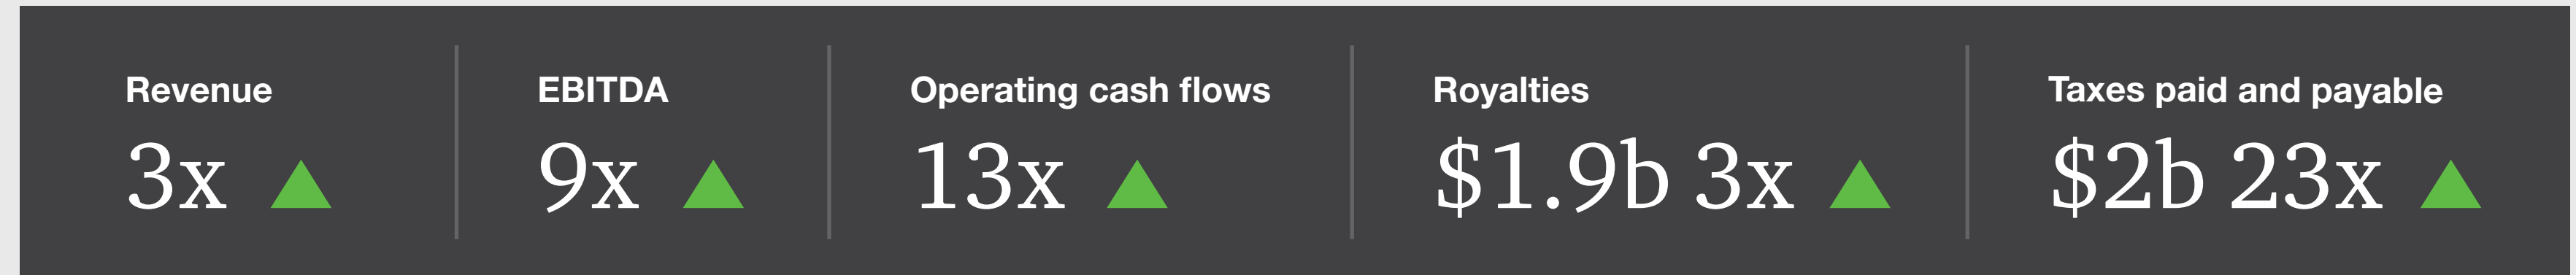 Revenue
3x
EBITDA
9x
Operating cash flows
13x
Royalties
$1.9b 3x
Taxes paid and payable
$2b 23x